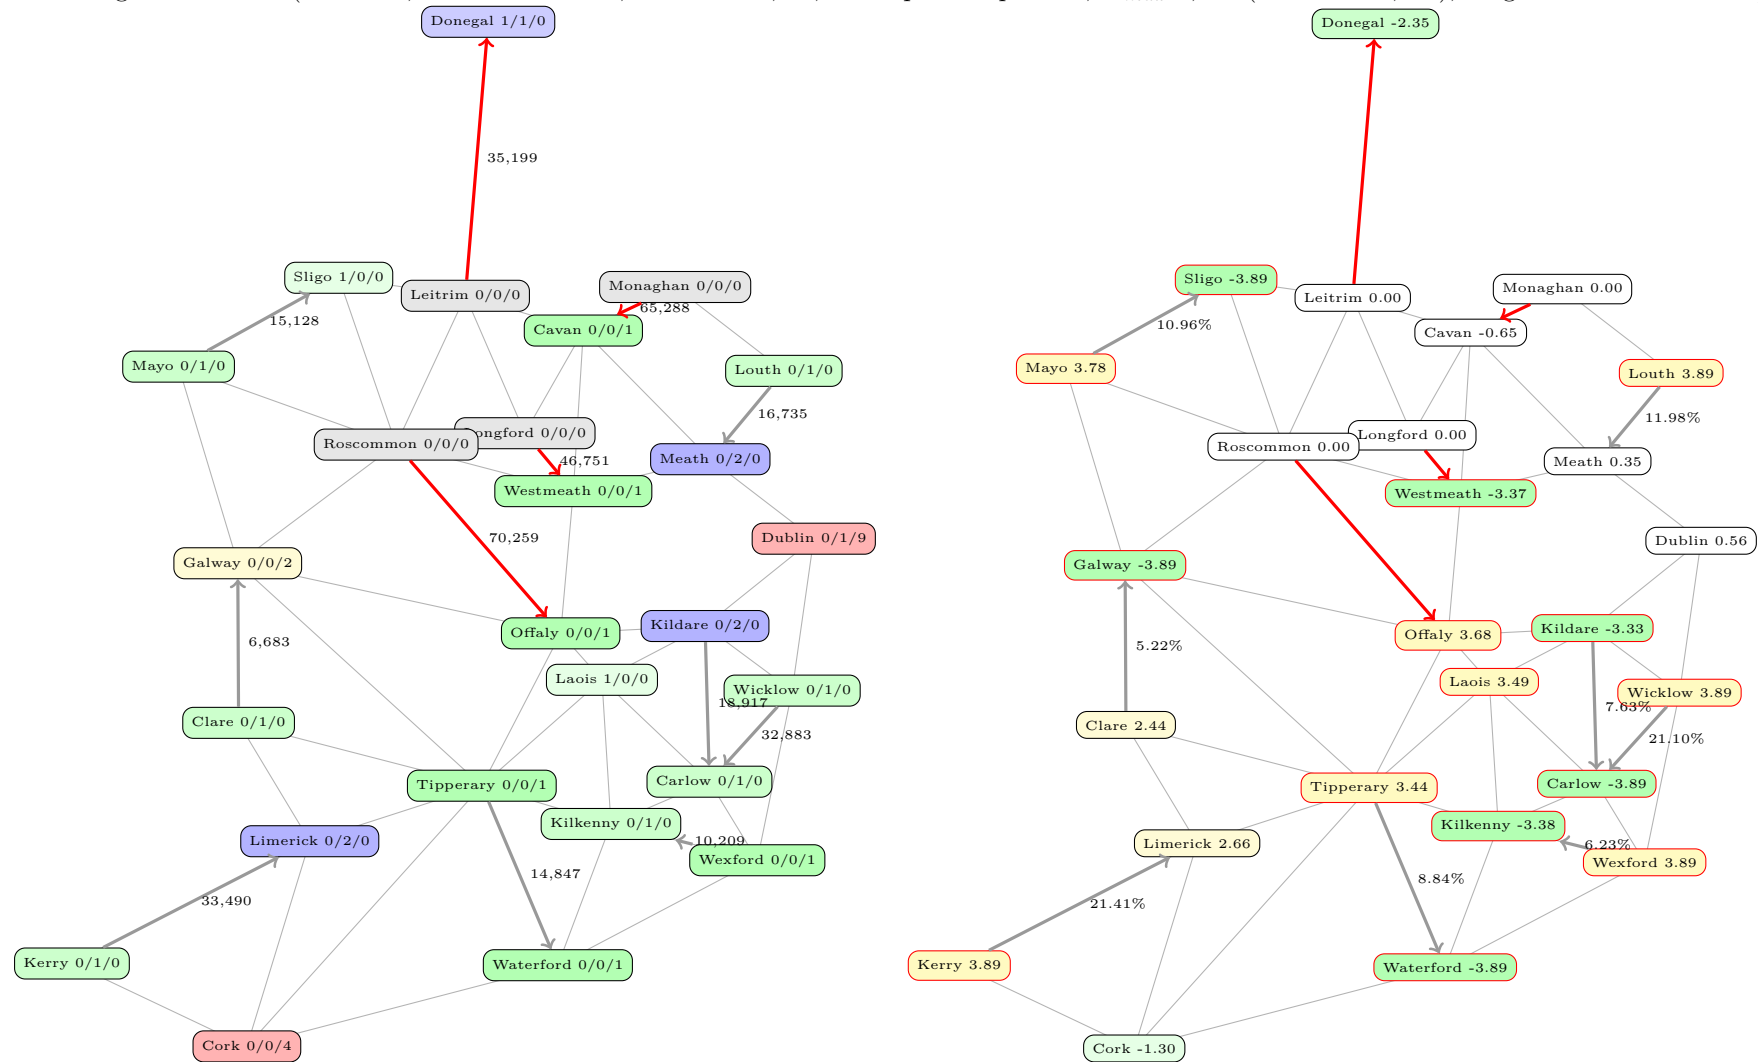 Donegal 1/1/0
35,199
Sligo 1/0/0
Leitrim 0/0/0
Monaghan 0/0/0
65,288
15,128
Cavan 0/0/1
Mayo 0/1/0
Louth 0/1/0
16,735
Longford 0/0/0
Roscommon 0/0/0
46,751
Meath 0/2/0
Westmeath 0/0/1
70,259
Dublin 0/1/9
Galway 0/0/2
Offaly 0/0/1
Kildare 0/2/0
6,683
Laois 1/0/0
Wicklow 0/1/0
18,917
Clare 0/1/0
32,883
Tipperary 0/0/1
Carlow 0/1/0
Kilkenny 0/1/0
Limerick 0/2/0
10,209
Wexford 0/0/1
14,847
33,490
Kerry 0/1/0
Waterford 0/0/1
Cork 0/0/4
Donegal -2.35
Sligo -3.89
Leitrim 0.00
Monaghan 0.00
10.96%
Cavan -0.65
Mayo 3.78
Louth 3.89
11.98%
Longford 0.00
Roscommon 0.00
Meath 0.35
Westmeath -3.37
Dublin 0.56
Galway -3.89
Offaly 3.68
Kildare -3.33
5.22%
Laois 3.49
Wicklow 3.89
7.63%
Clare 2.44
21.10%
Tipperary 3.44
Carlow -3.89
Kilkenny -3.38
Limerick 2.66
6.23%
Wexford 3.89
8.84%
21.41%
Kerry 3.89
Waterford -3.89
Cork -1.30